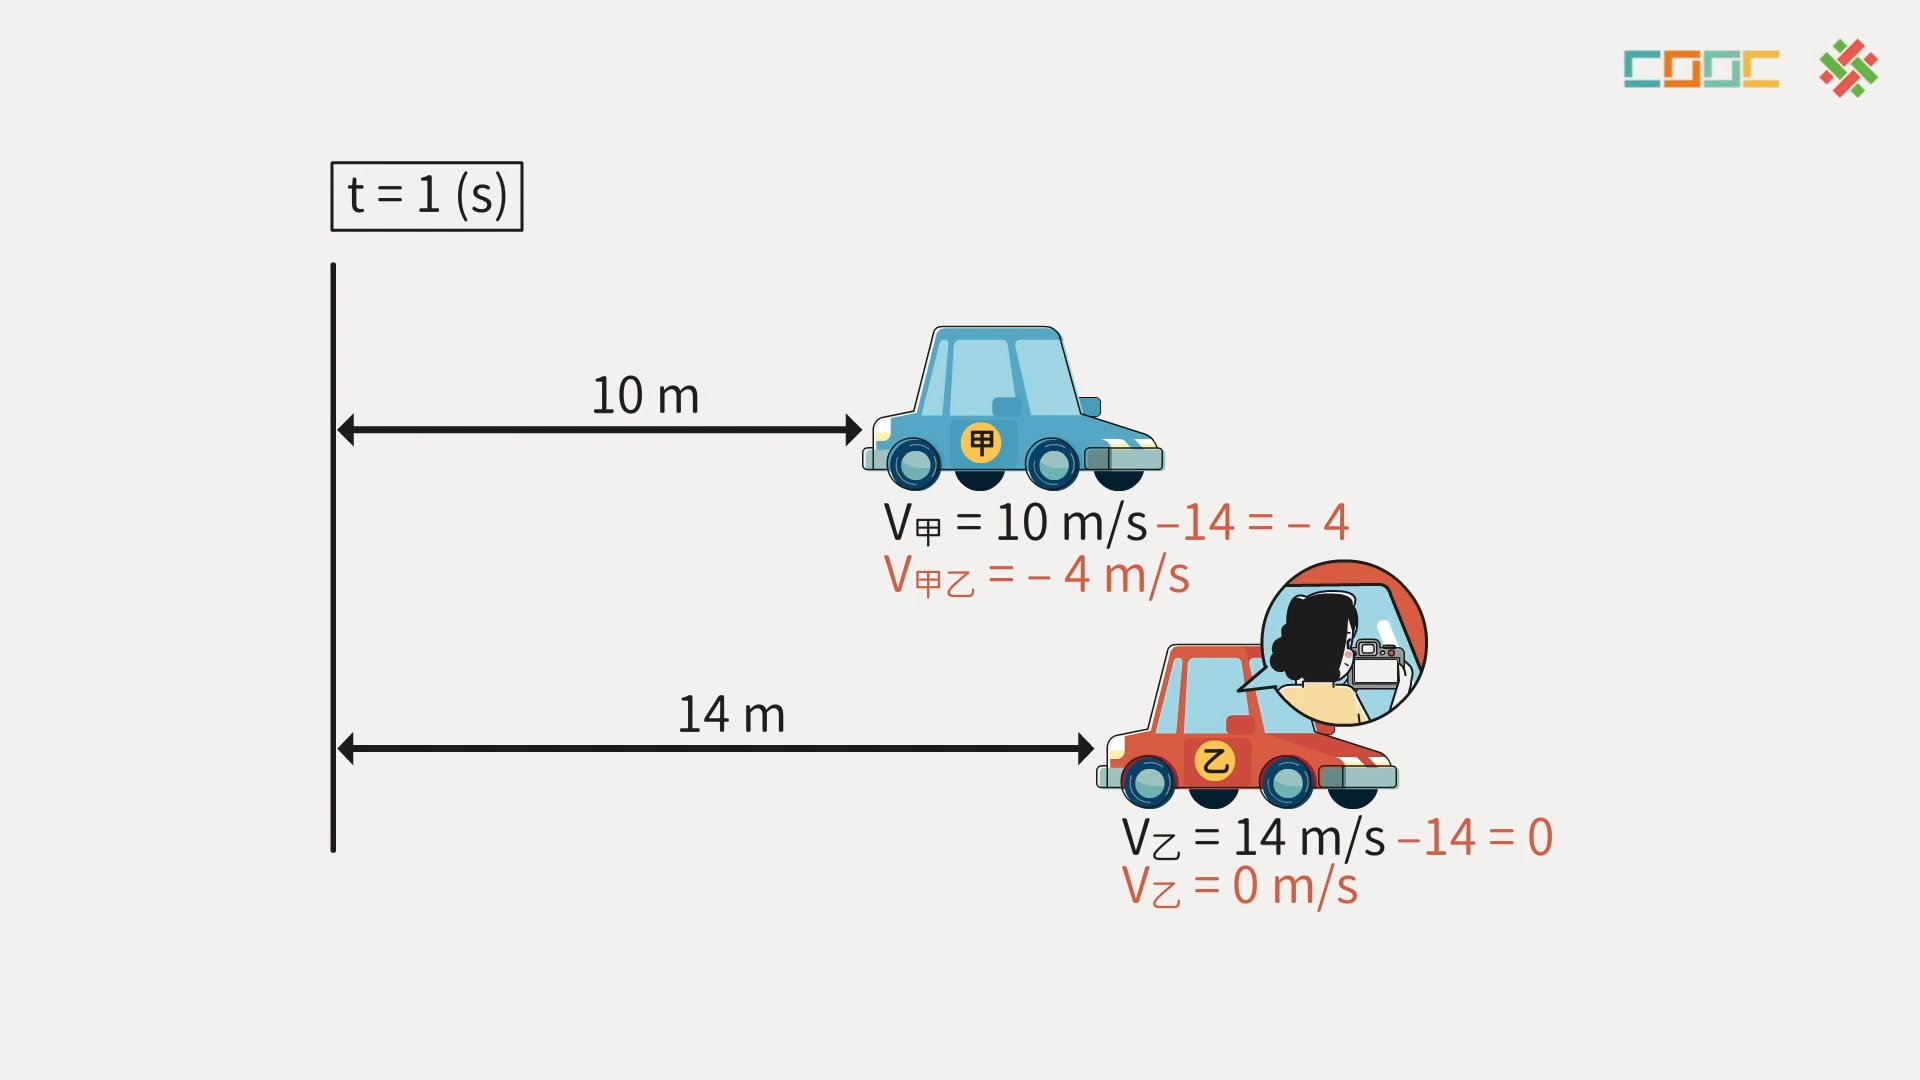 COOC
t = 1 (s)
10 m
甲
V甲 = 10 m/s –14 = – 4
V甲乙 = – 4 m/s
14 m
乙
V乙 = 14 m/s –14 = 0
V乙 = 0 m/s